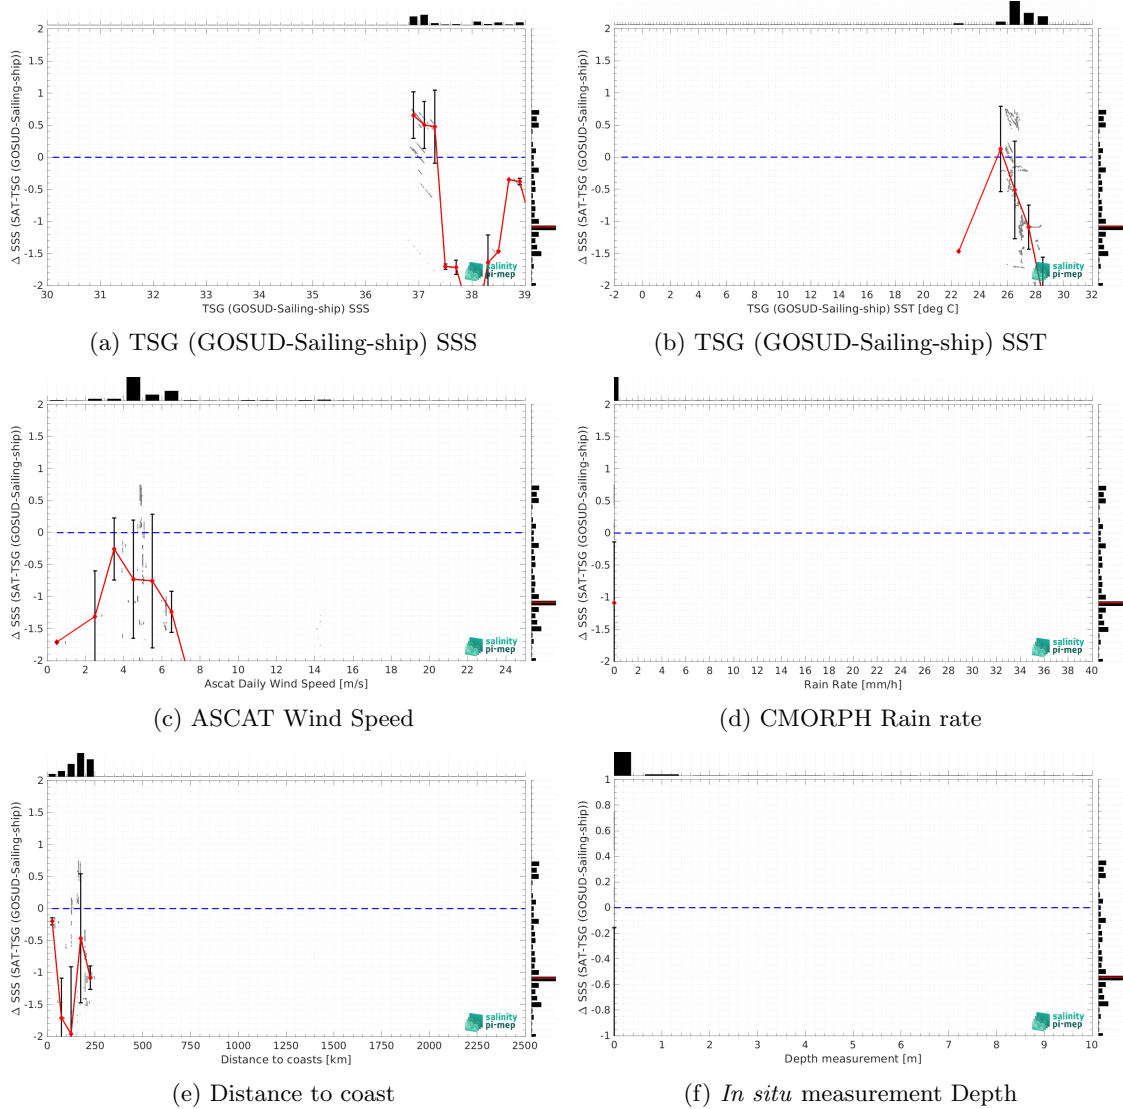 2
1.5
1
0.5
0
-0.5
-1
-1.5
-2
Δ SSS (SAT-TSG (GOSUD-Sailing-ship))
salinity
pi-mep
30 31 32 33 34 35 36 37 38 39
TSG (GOSUD-Sailing-ship) SSS
(a) TSG (GOSUD-Sailing-ship) SSS
2
1.5
1
0.5
0
-0.5
-1
-1.5
-2
Δ SSS (SAT-TSG (GOSUD-Sailing-ship))
salinity
pi-mep
-2 0 2 4 6 8 10 12 14 16 18 20 22 24 26 28 30 32
TSG (GOSUD-Sailing-ship) SST [deg C]
(b) TSG (GOSUD-Sailing-ship) SST
2
1.5
1
0.5
0
-0.5
-1
-1.5
-2
Δ SSS (SAT-TSG (GOSUD-Sailing-ship))
salinity
pi-mep
0 2 4 6 8 10 12 14 16 18 20 22 24
Ascat Daily Wind Speed [m/s]
(c) ASCAT Wind Speed
2
1.5
1
0.5
0
-0.5
-1
-1.5
-2
Δ SSS (SAT-TSG (GOSUD-Sailing-ship))
salinity
pi-mep
0 2 4 6 8 10 12 14 16 18 20 22 24 26 28 30 32 34 36 38 40
Rain Rate [mm/h]
(d) CMORPH Rain rate
2
1.5
1
0.5
0
-0.5
-1
-1.5
-2
Δ SSS (SAT-TSG (GOSUD-Sailing-ship))
salinity
pi-mep
0 250 500 750 1000 1250 1500 1750 2000 2250 2500
Distance to coasts [km]
(e) Distance to coast
1
0.8
0.6
0.4
0.2
0
-0.2
-0.4
-0.6
-0.8
-1
Δ SSS (SAT-TSG (GOSUD-Sailing-ship))
salinity
pi-mep
0 1 2 3 4 5 6 7 8 9 10
Depth measurement [m]
(f) In situ measurement Depth